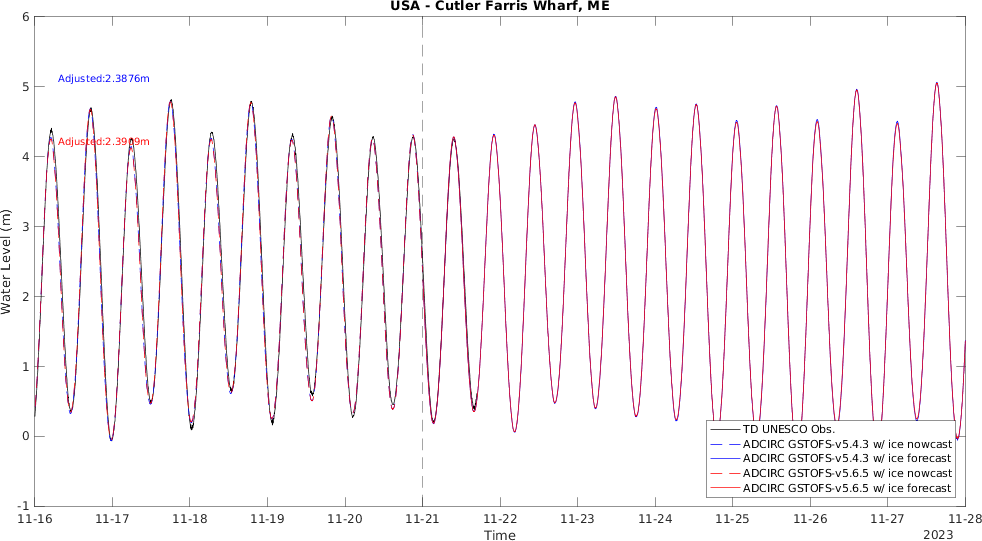 USA - Cutler Farris Wharf, ME
6
5
4
3
2
1
0
-1
Water Level (m)
Adjusted:2.3876m
TD UNESCO Obs.
ADCIRC GSTOFS-v5.4.3 w/ ice nowcast
ADCIRC GSTOFS-v5.4.3 w/ ice forecast
ADCIRC GSTOFS-v5.6.5 w/ ice nowcast
ADCIRC GSTOFS-v5.6.5 w/ ice forecast
11-16 11-17 11-18 11-19 11-20 11-21 11-22 11-23 11-24 11-25 11-26 11-27 11-28
Time
2023